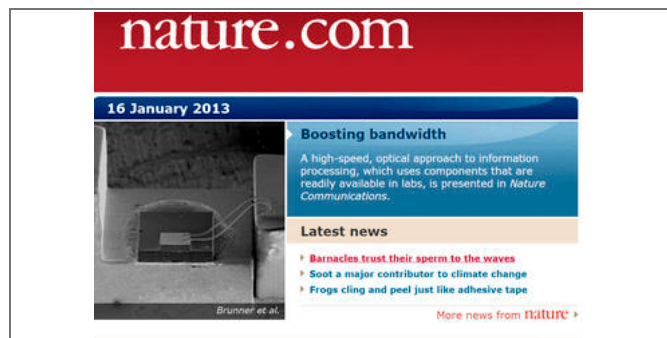 nature.com
16 January 2013
Boosting bandwidth
A high-speed, optical approach to information
processing, which uses components that are
readily available in labs, is presented in Nature
Communications.
Brunner et al.
Latest news
Barnacles trust their sperm to the waves
Soot a major contributor to climate change
Frogs cling and peel just like adhesive tape
More news from nature